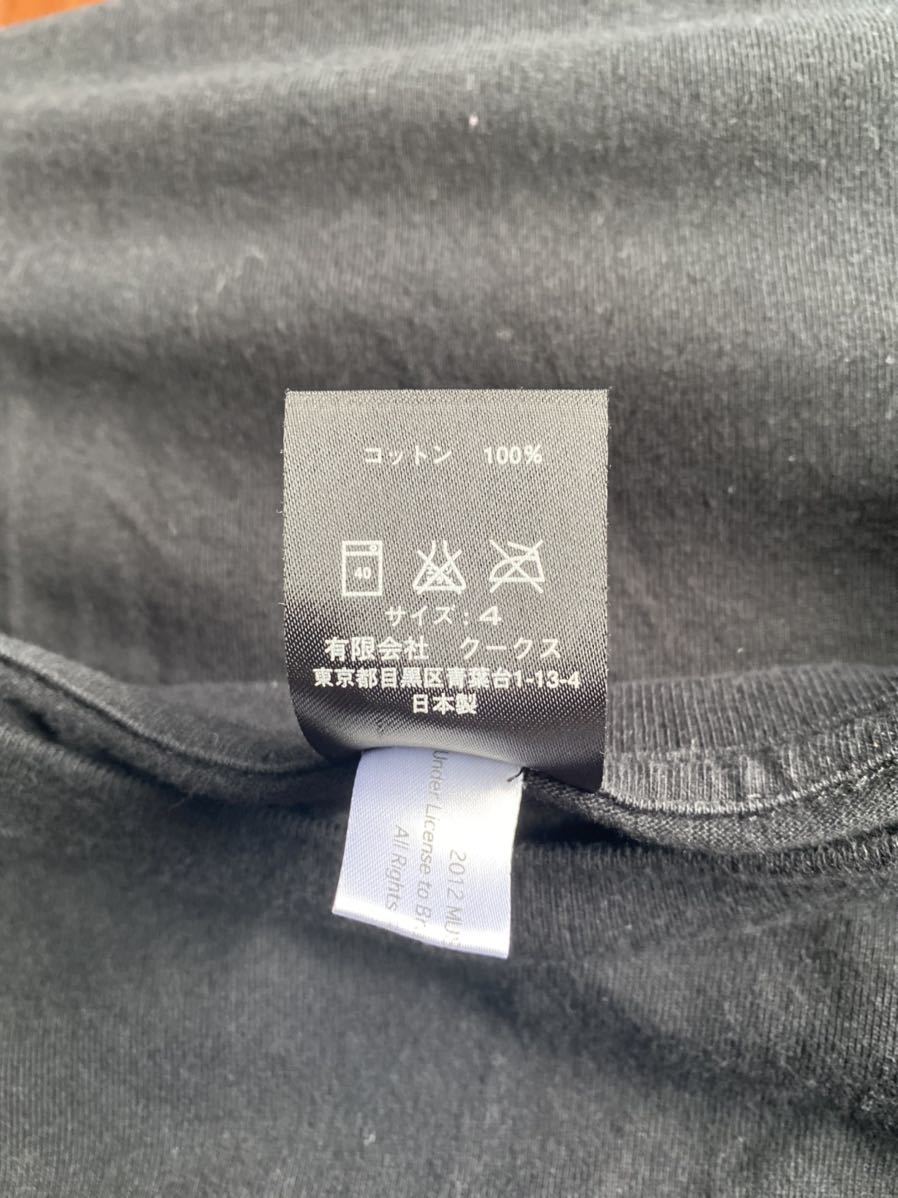 コットン 100%
40
サイズ：4
有限会社 クークス
東京都目黒区青葉台1-13-4
日本製
2012
Under License to
All Rights